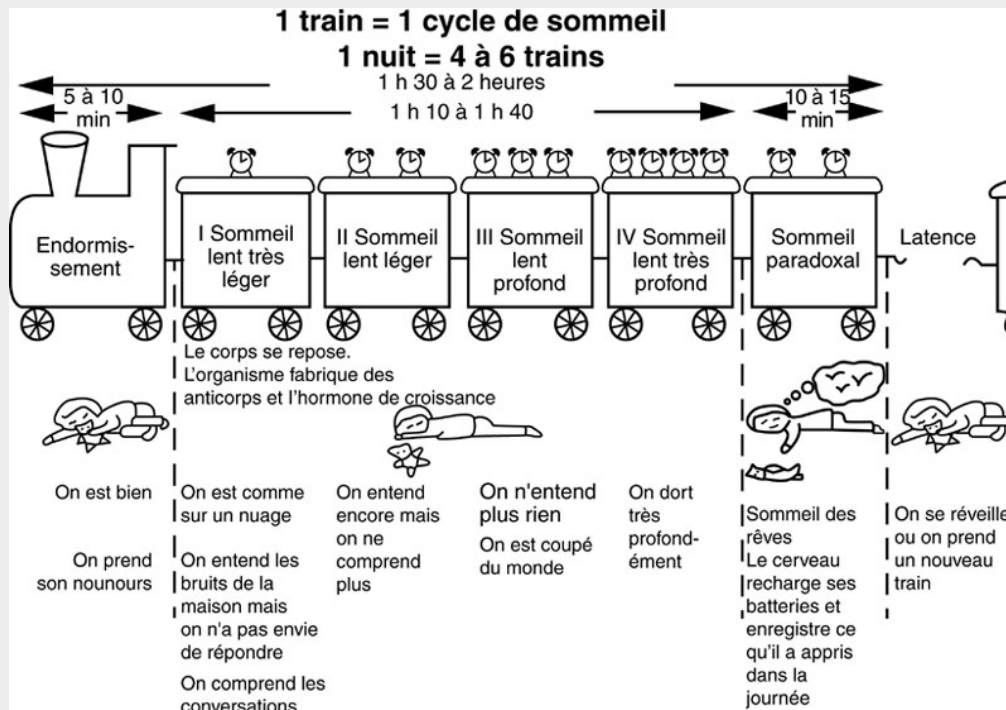 1 train = 1 cycle de sommeil
1 nuit = 4 à 6 trains
1 h 30 à 2 heures
5 à 10
min
1 h 10 à 1 h 40
10 à 15
min
Endormis-
sement
I Sommeil
lent très
léger
II Sommeil
lent léger
III Sommeil
lent
profond
IV Sommeil
lent très
profond
Sommeil
paradoxal
Latence
Le corps se repose.
L'organisme fabrique des
anticorps et l'hormone de croissance
On est bien
On prend
son nounours
On est comme
sur un nuage
On entend les
bruits de la
maison mais
on n'a pas envie
de répondre
On comprend les
conversations
On entend
encore mais
on ne
comprend
plus
On n'entend
plus rien
On est coupé
du monde
On dort
très
profond-
ément
Sommeil des
rêves
Le cerveau
recharge ses
batteries et
enregistre ce
qu'il a appris
dans la
journée
On se réveille
ou on prend
un nouveau
train